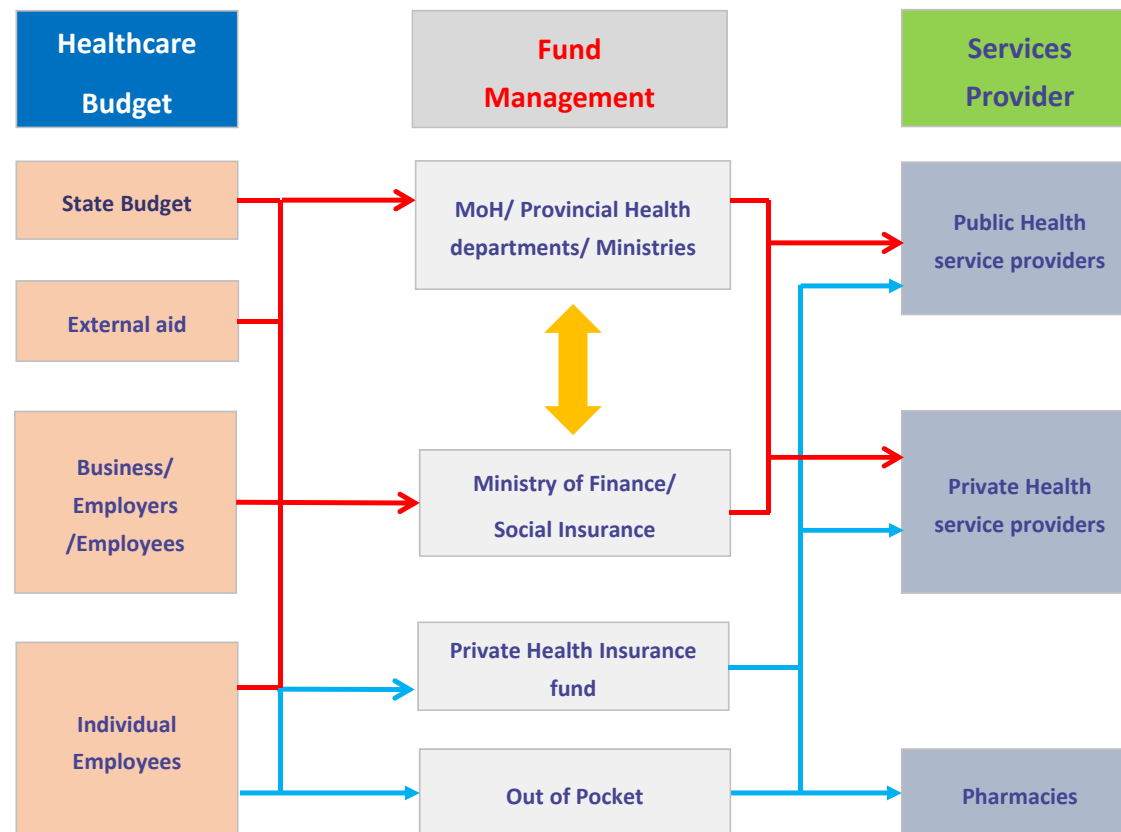 Healthcare
Budget
Fund
Management
Services
Provider
State Budget
MoH/ Provincial Health
departments/ Ministries
Public Health
service providers
External aid
Business/
Employers
/Employees
Ministry of Finance/
Social Insurance
Private Health
service providers
Private Health Insurance
fund
Individual
Employees
Out of Pocket
Pharmacies